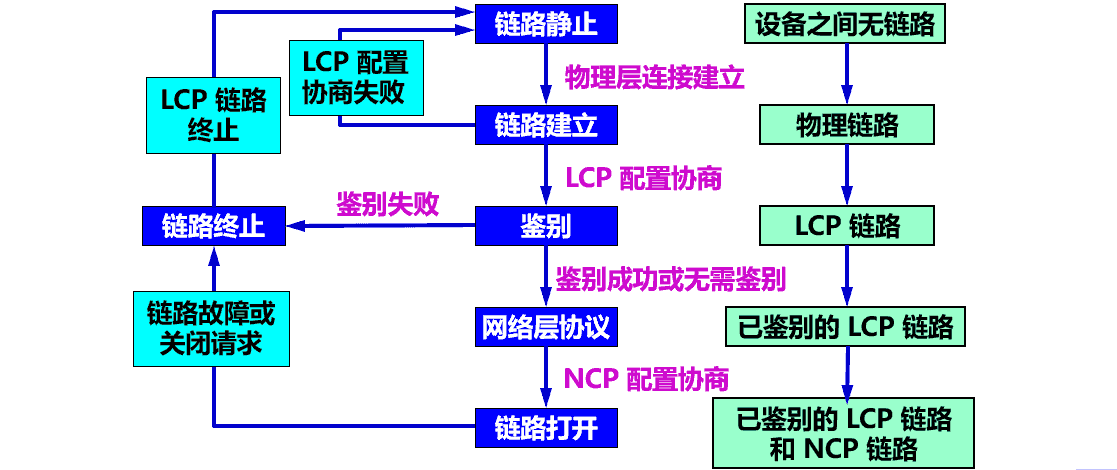 链路静止
设备之间无链路
LCP 配置
协商失败
物理层连接建立
LCP 链路
终止
链路建立
物理链路
LCP 配置协商
鉴别失败
链路终止
鉴别
LCP 链路
鉴别成功或无需鉴别
链路故障或
关闭请求
网络层协议
已鉴别的 LCP 链路
NCP 配置协商
链路打开
已鉴别的 LCP 链路
和 NCP 链路